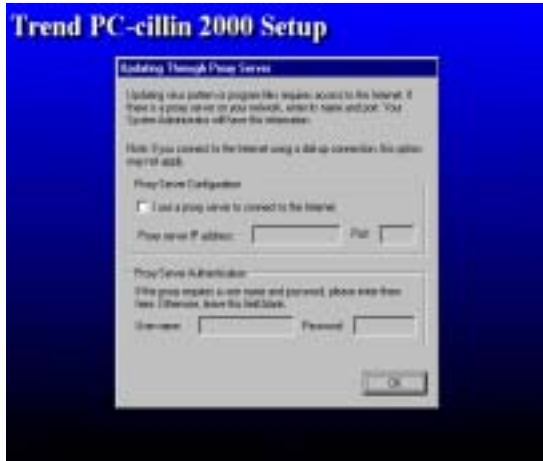 Trend PC-cillin 2000 Setup
Updating Through Proxy Server
Updating virus pattern or program files requires access to the Internet. If
there is a proxy server on your network, enter its name and port. Your
System Administrator will have this information.
Note: If you connect to the Internet using a dial-up connection, this option
may not apply.
Proxy Server Configuration
I use a proxy server to connect to the Internet
Proxy server IP address: Port:
Proxy Server Authentication
If the proxy requires a user name and password, please enter them
here. Otherwise, leave this field blank.
User name: Password:
OK